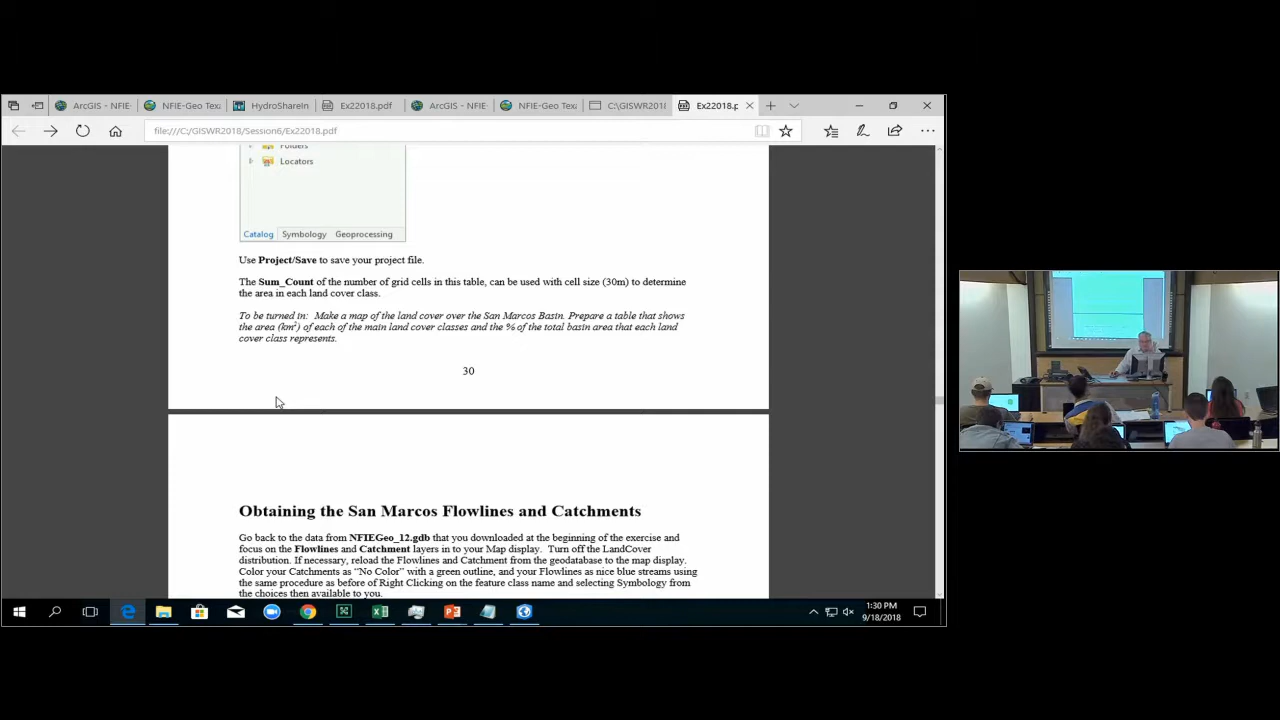 ArcGIS - NFIE-
NFIE-Geo Texa
HydroShareIn
Ex22018.pdf
ArcGIS - NFIE-
NFIE-Geo Texa
C:\GISWR2018\
Ex22018.p
file:///C:/GISWR2018/Session6/Ex22018.pdf
Folders
Locators
Catalog Symbology Geoprocessing
Use Project/Save to save your project file.
The Sum_Count of the number of grid cells in this table, can be used with cell size (30m) to determine
the area in each land cover class.
To be turned in: Make a map of the land cover over the San Marcos Basin. Prepare a table that shows
the area (km²) of each of the main land cover classes and the % of the total basin area that each land
cover class represents.
30
Obtaining the San Marcos Flowlines and Catchments
Go back to the data from NFIEGeo_12.gdb that you downloaded at the beginning of the exercise and
focus on the Flowlines and Catchment layers in to your Map display. Turn off the LandCover
distribution. If necessary, reload the Flowlines and Catchment from the geodatabase to the map display.
Color your Catchments as “No Color” with a green outline, and your Flowlines as nice blue streams using
the same procedure as before of Right Clicking on the feature class name and selecting Symbology from
the choices then available to you.
1:30 PM
9/18/2018